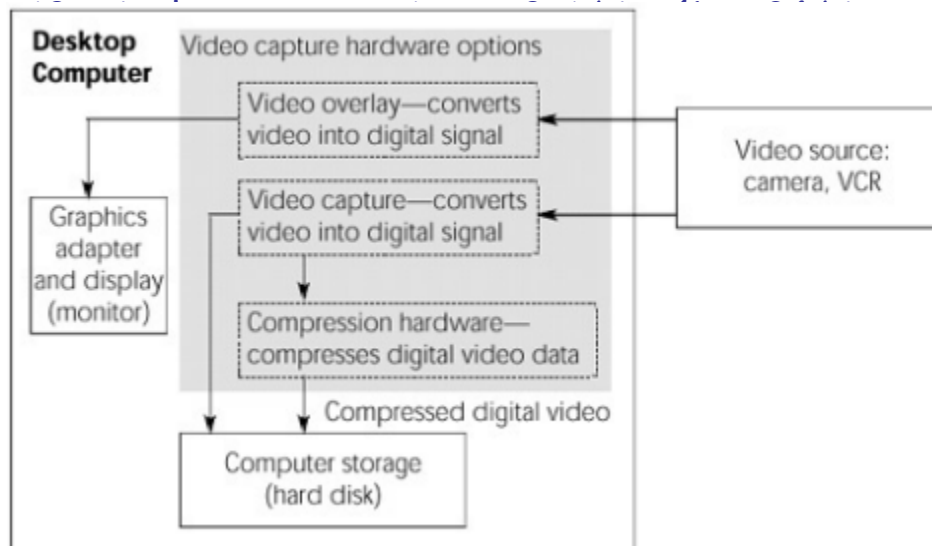 Desktop
Computer
Video capture hardware options
Video overlay—converts
video into digital signal
Video source:
camera, VCR
Video capture—converts
video into digital signal
Graphics
adapter
and display
(monitor)
Compression hardware—
compresses digital video data
Compressed digital video
Computer storage
(hard disk)